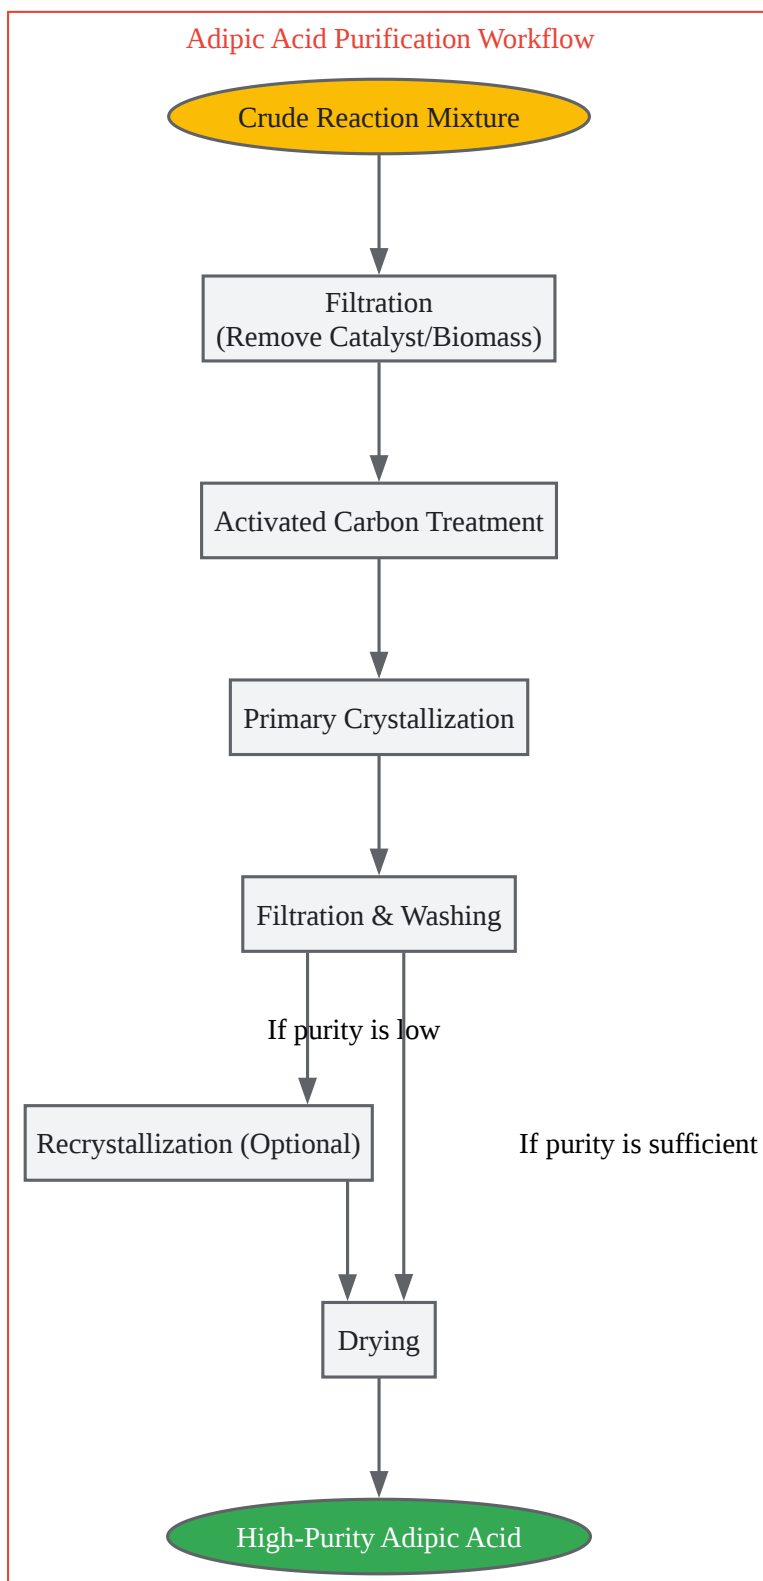 Adipic Acid Purification Workflow
Crude Reaction Mixture
Filtration
(Remove Catalyst/Biomass)
Activated Carbon Treatment
Primary Crystallization
Filtration & Washing
If purity is low
Recrystallization (Optional)
If purity is sufficient
Drying
High-Purity Adipic Acid